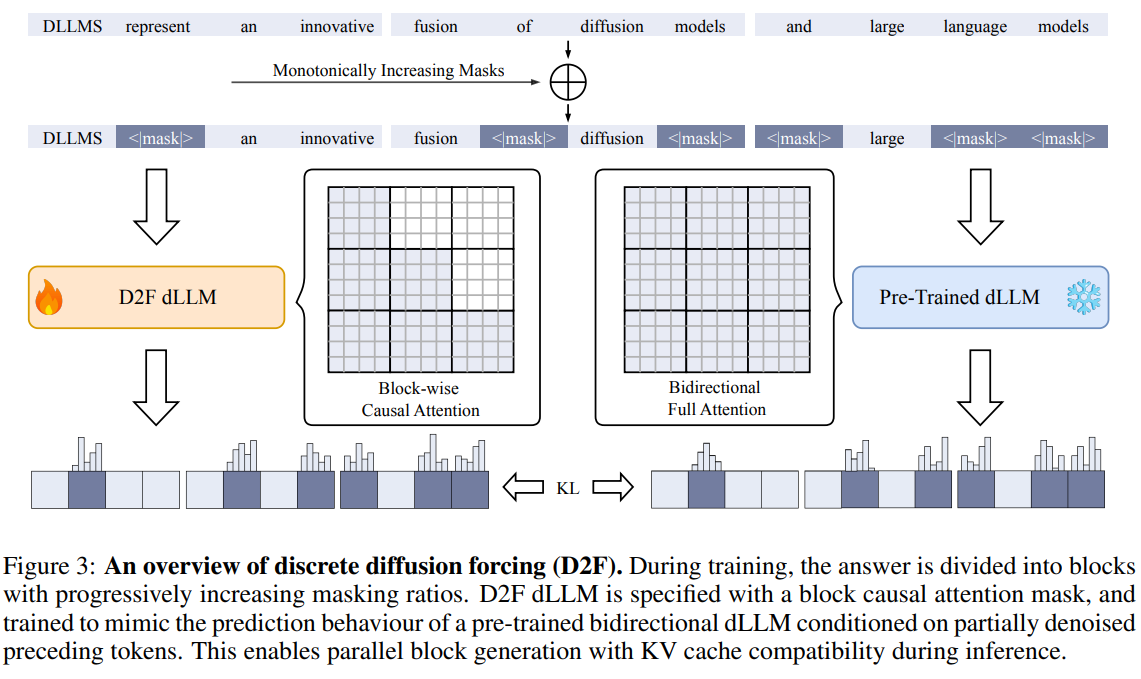 DLLMS represent an innovative fusion of diffusion models and large language models
Monotonically Increasing Masks
DLLMS <|mask|> an innovative fusion <|mask|> diffusion <|mask|> <|mask|> large <|mask|> <|mask|>
D2F dLLM
Block-wise
Causal Attention
Bidirectional
Full Attention
Pre-Trained dLLM
KL
Figure 3: An overview of discrete diffusion forcing (D2F). During training, the answer is divided into blocks
with progressively increasing masking ratios. D2F dLLM is specified with a block causal attention mask, and
trained to mimic the prediction behaviour of a pre-trained bidirectional dLLM conditioned on partially denoised
preceding tokens. This enables parallel block generation with KV cache compatibility during inference.